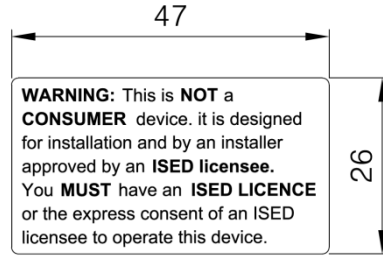 47
WARNING: This is NOT a
CONSUMER device. it is designed
for installation and by an installer
approved by an ISED licensee.
You MUST have an ISED LICENCE
or the express consent of an ISED
licensee to operate this device.
26